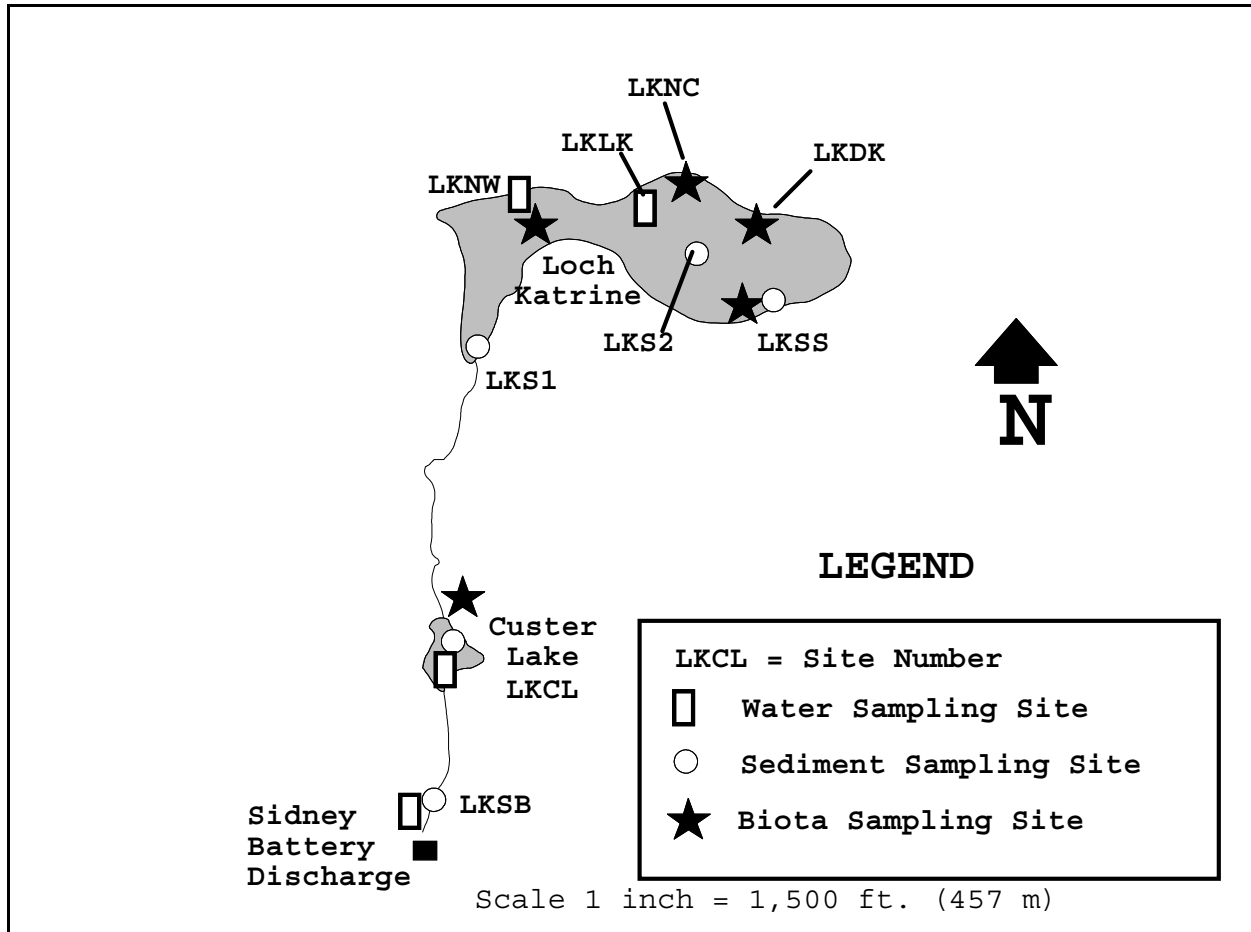 LKNC
LKLK
LKDK
LKNW
Loch
Katrine
LKS2
LKSS
LKS1
N
LEGEND
Custer
Lake
LKCL
LKCL = Site Number
Water Sampling Site
Sediment Sampling Site
Biota Sampling Site
LKSB
Sidney
Battery
Discharge
Scale 1 inch = 1,500 ft. (457 m)